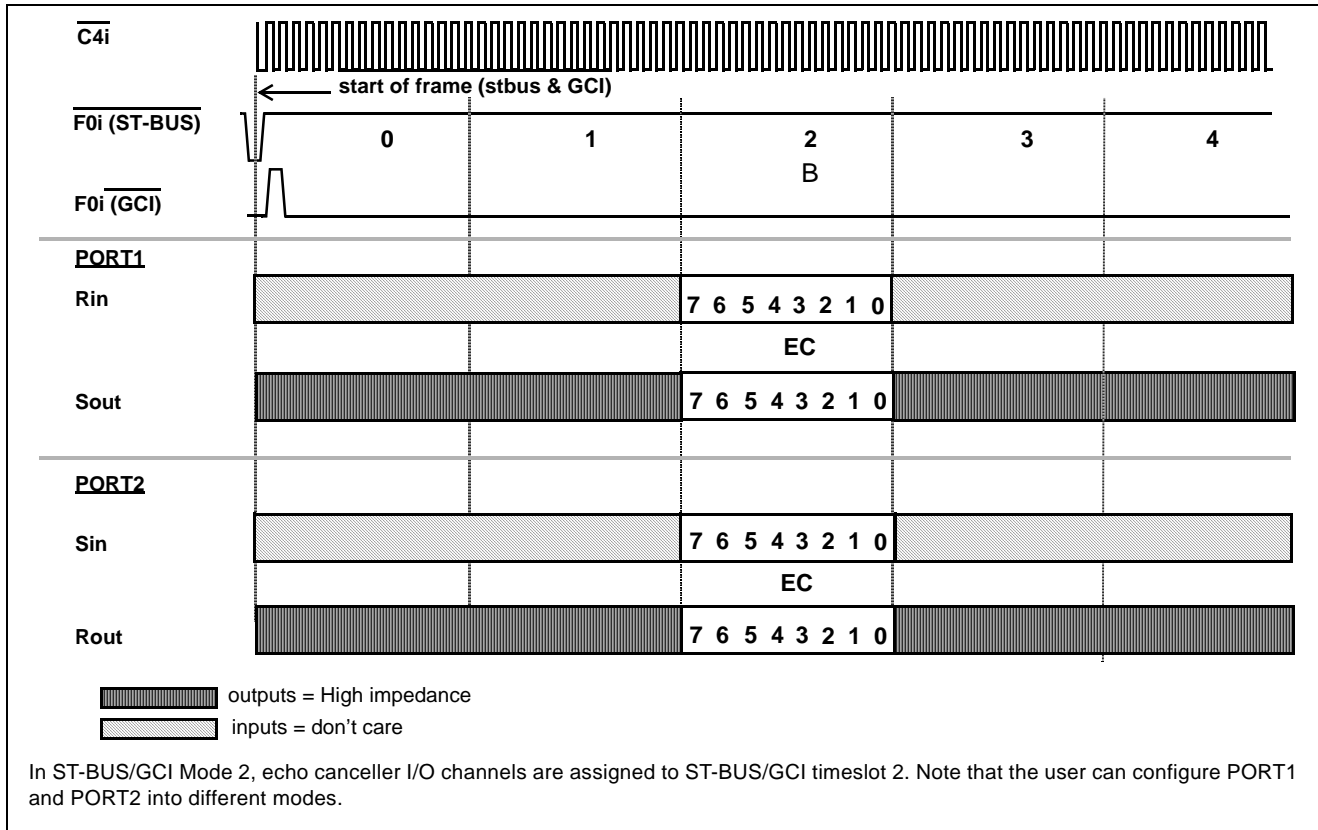 C4i
start of frame (stbus & GCI)
F0i (ST-BUS)
0 1 2 3 4
B
F0i (GCI)
PORT1
Rin
7 6 5 4 3 2 1 0
EC
Sout
7 6 5 4 3 2 1 0
PORT2
Sin
7 6 5 4 3 2 1 0
EC
Rout
7 6 5 4 3 2 1 0
outputs = High impedance
inputs = don't care
In ST-BUS/GCI Mode 2, echo canceller I/O channels are assigned to ST-BUS/GCI timeslot 2. Note that the user can configure PORT1
and PORT2 into different modes.